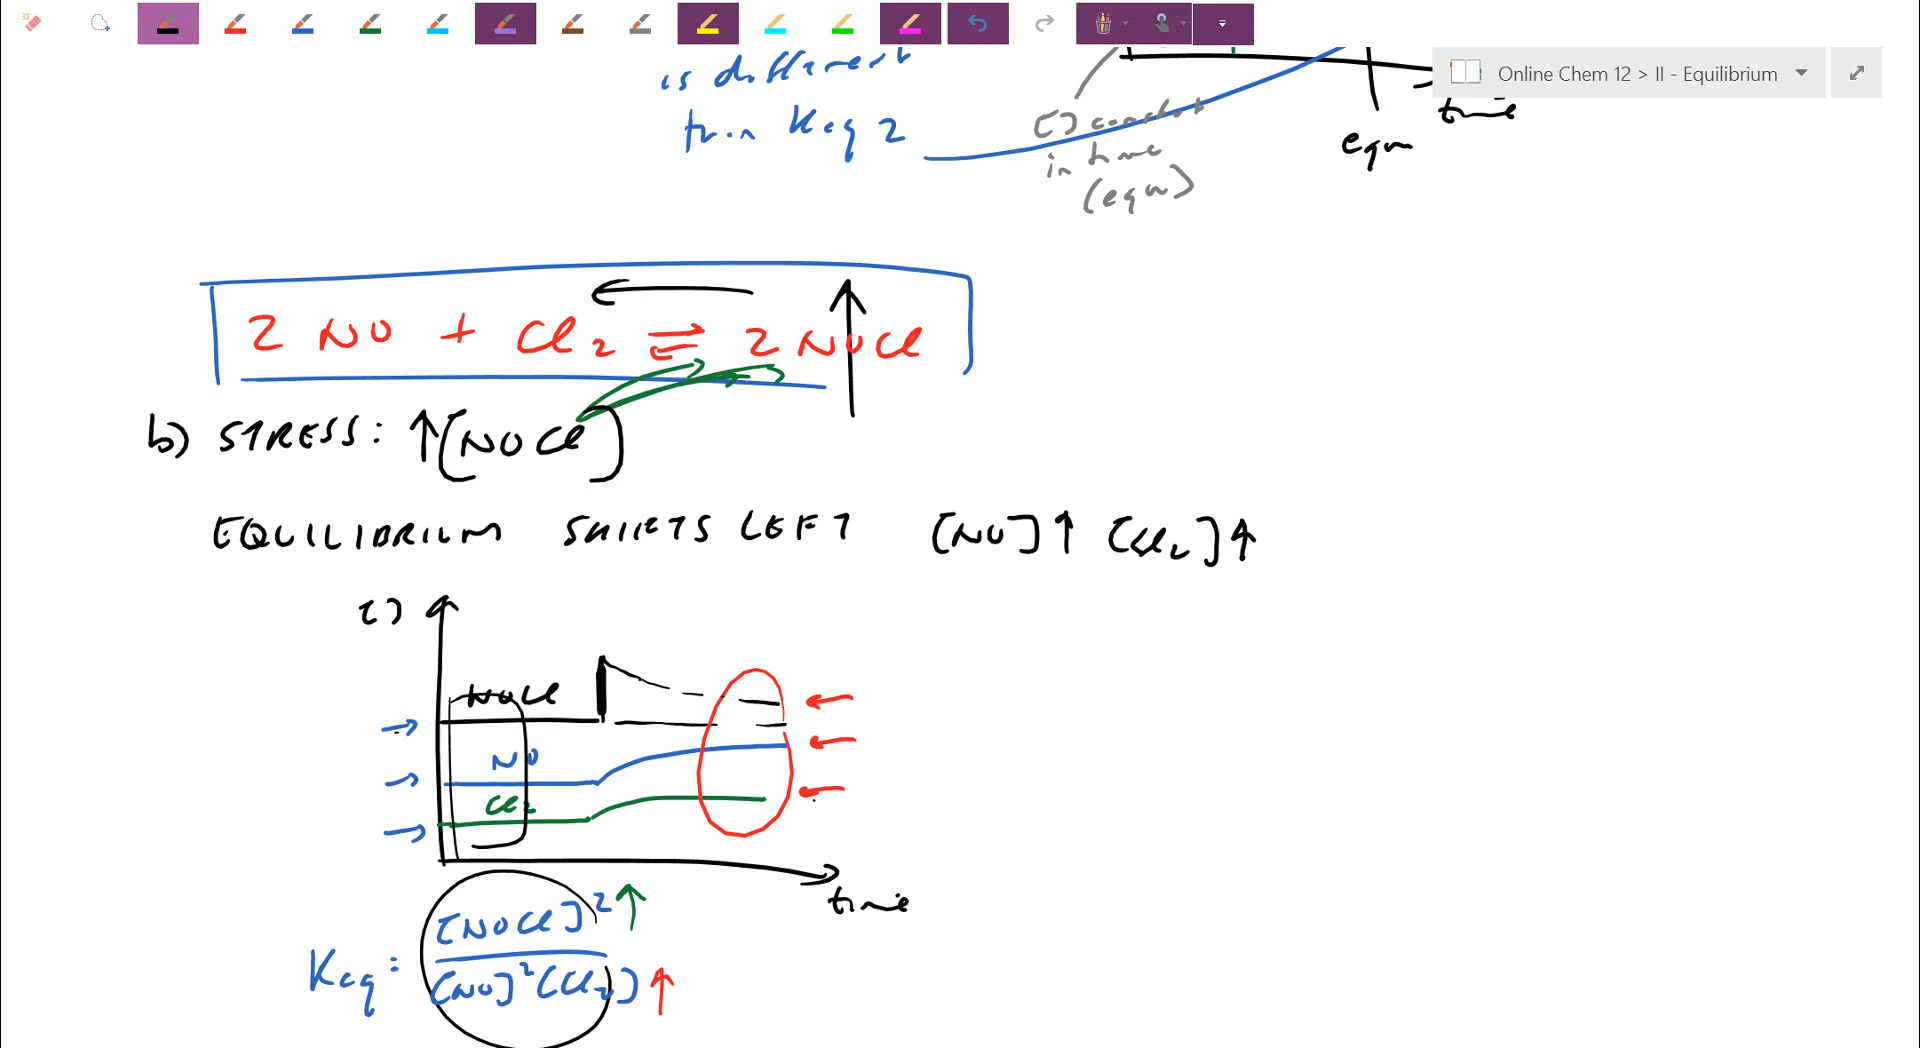 Online Chem 12 > II - Equilibrium
is different
than Keq 2
[] constant
in time
(eqm)
time
eqm
2 NO + Cl₂ ⇌ 2 NOCl
b) STRESS: ↑[NOCl]
EQUILIBRIUM SHIFTS LEFT [NO]↑ [Cl₂]↑
[]
NOCl
NO
Cl₂
time
Keq = [NOCl]² ↑
[NO]²[Cl₂] ↑